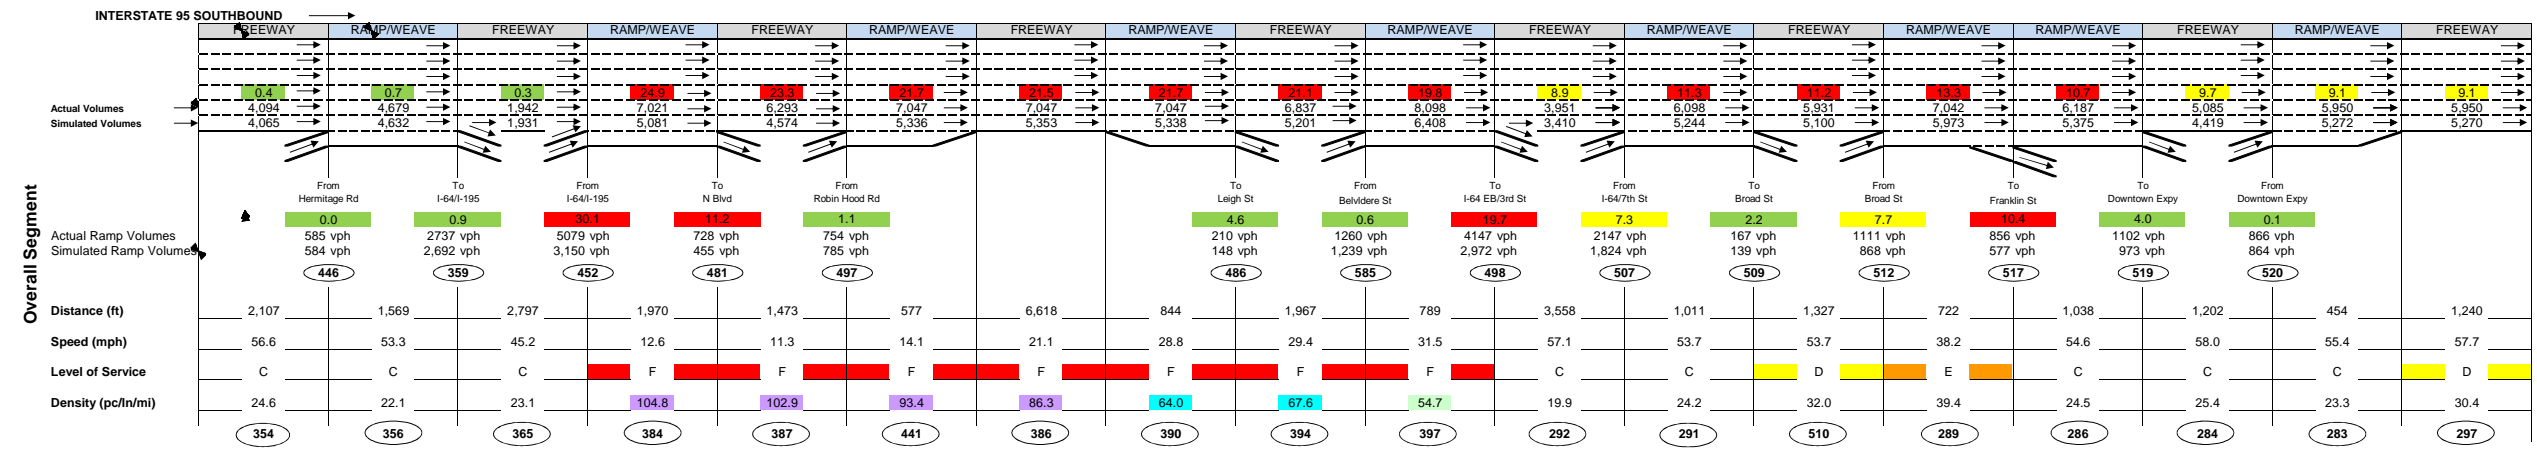 INTERSTATE 95 SOUTHBOUND
FREEWAY RAMP/WEAVE FREEWAY RAMP/WEAVE FREEWAY RAMP/WEAVE FREEWAY RAMP/WEAVE FREEWAY RAMP/WEAVE FREEWAY RAMP/WEAVE FREEWAY RAMP/WEAVE RAMP/WEAVE FREEWAY RAMP/WEAVE FREEWAY
0.4 0.7 0.3 24.9 23.3 21.7 21.5 21.7 21.1 19.8 8.9 11.3 11.2 13.3 10.7 9.7 9.1 9.1
Actual Volumes 4,094 4,679 1,942 7,021 6,293 7,047 7,047 7,047 6,837 8,098 3,951 6,098 5,931 7,042 6,187 5,085 5,950 5,950
Simulated Volumes 4,065 4,632 1,931 5,081 4,574 5,336 5,353 5,338 5,201 6,408 3,410 5,244 5,100 5,973 5,375 4,419 5,272 5,270
Overall Segment
From To From To From To From To From To From To To From
Hermitage Rd I-64/I-195 I-64/I-195 N Blvd Robin Hood Rd Leigh St Belvidere St I-64 EB/3rd St I-64/7th St Broad St Broad St Franklin St Downtown Expy Downtown Expy
0.0 0.9 30.1 11.2 1.1 4.6 0.6 19.7 7.3 2.2 7.7 10.4 4.0 0.1
Actual Ramp Volumes 585 vph 2737 vph 5079 vph 728 vph 754 vph 210 vph 1260 vph 4147 vph 2147 vph 167 vph 1111 vph 856 vph 1102 vph 866 vph
Simulated Ramp Volumes 584 vph 2,692 vph 3,150 vph 455 vph 785 vph 148 vph 1,239 vph 2,972 vph 1,824 vph 139 vph 868 vph 577 vph 973 vph 864 vph
446 359 452 481 497 486 585 498 507 509 512 517 519 520
Distance (ft) 2,107 1,569 2,797 1,970 1,473 577 6,618 844 1,967 789 3,558 1,011 1,327 722 1,038 1,202 454 1,240
Speed (mph) 56.6 53.3 45.2 12.6 11.3 14.1 21.1 28.8 29.4 31.5 57.1 53.7 53.7 38.2 54.6 58.0 55.4 57.7
Level of Service C C C F F F F F F F C C D E C C C D
Density (pc/ln/mi) 24.6 22.1 23.1 104.8 102.9 93.4 86.3 64.0 67.6 54.7 19.9 24.2 32.0 39.4 24.5 25.4 23.3 30.4
354 356 365 384 387 441 386 390 394 397 292 291 510 289 286 284 283 297